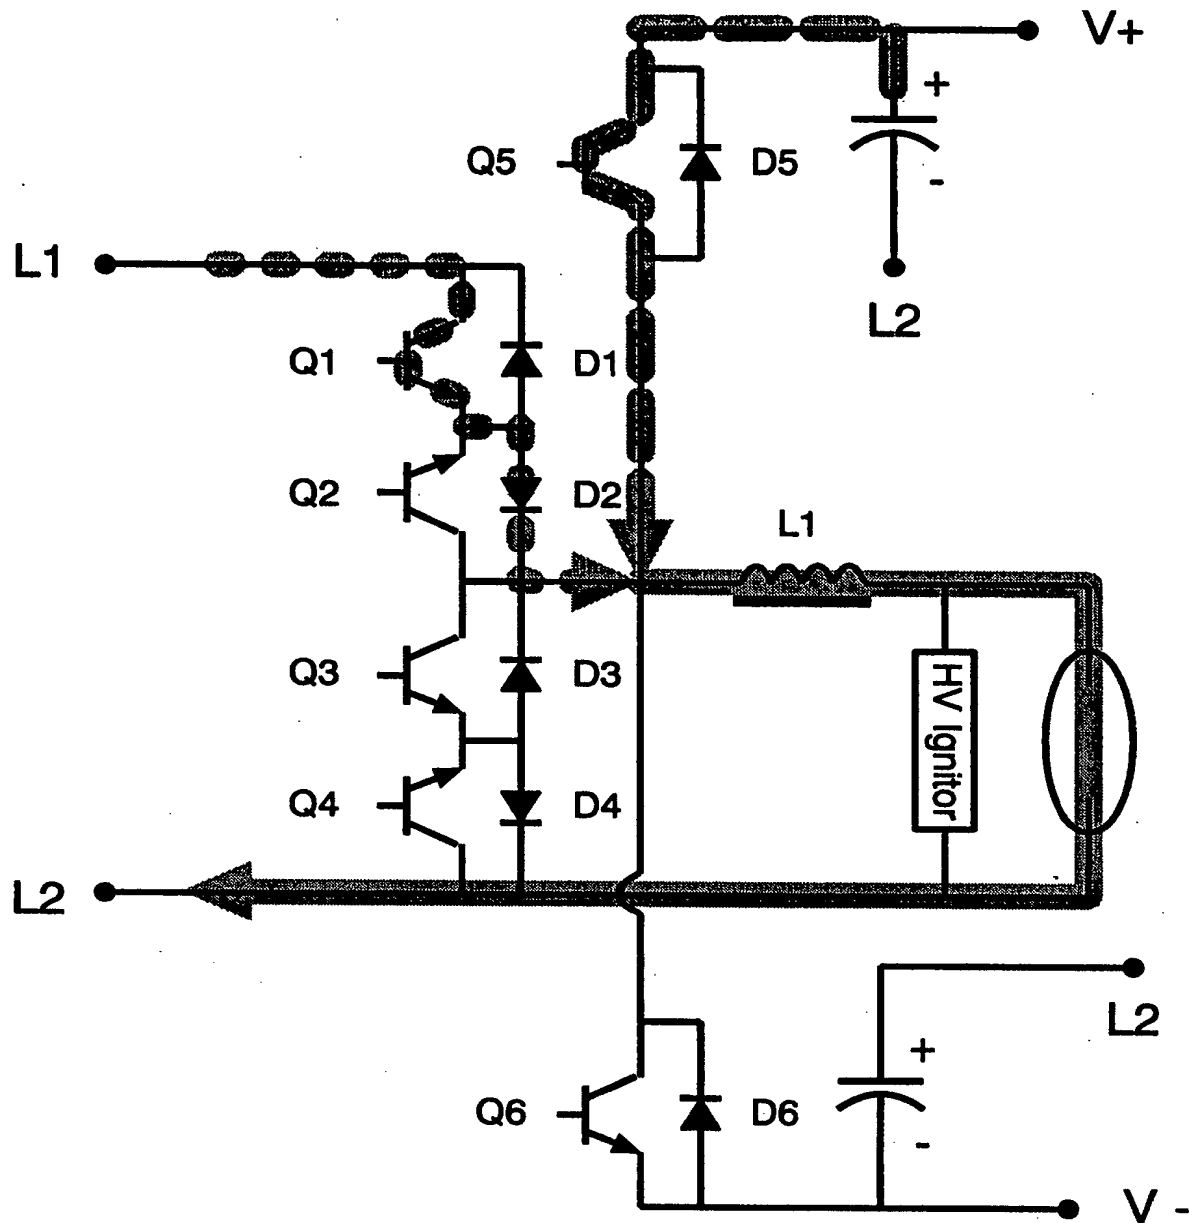 V+
+
Q5
D5
-
L1
L2
Q1
D1
Q2
D2
L1
Q3
D3
HV Ignitor
Q4
D4
L2
L2
+
Q6
D6
-
V -